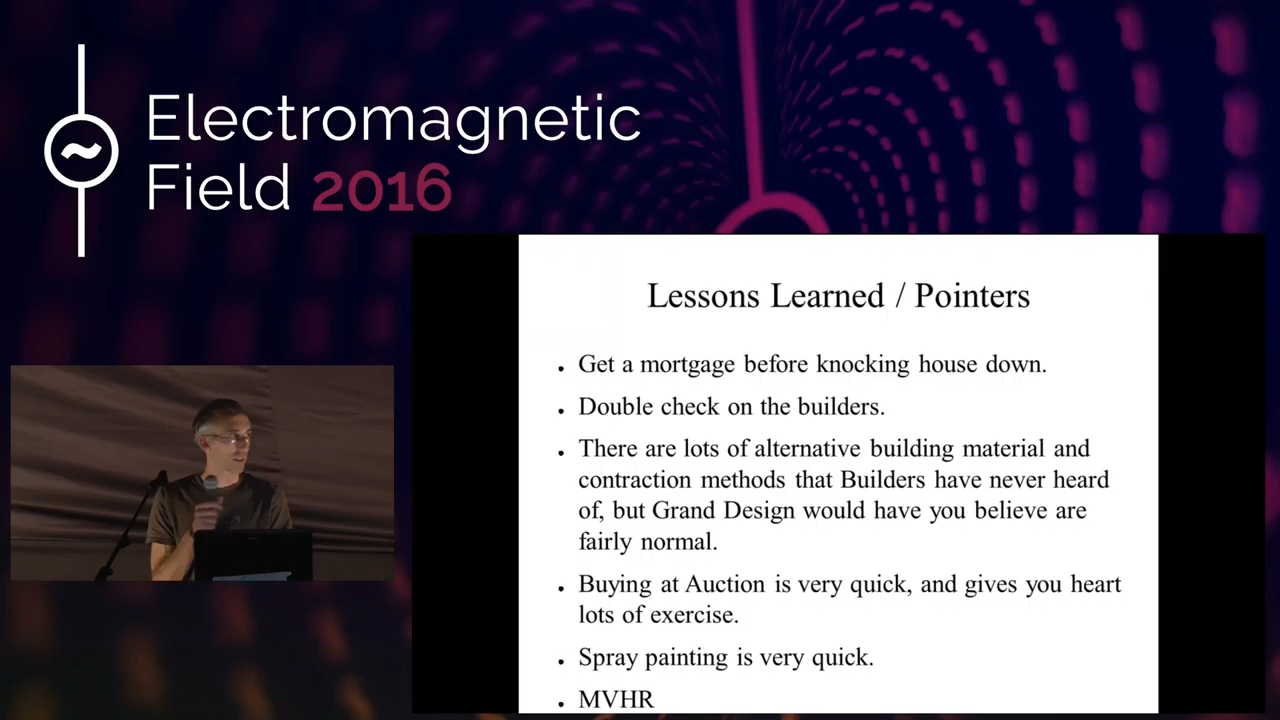 Electromagnetic
Field 2016
Lessons Learned / Pointers
Get a mortgage before knocking house down.
Double check on the builders.
There are lots of alternative building material and
contraction methods that Builders have never heard
of, but Grand Design would have you believe are
fairly normal.
Buying at Auction is very quick, and gives you heart
lots of exercise.
Spray painting is very quick.
MVHR